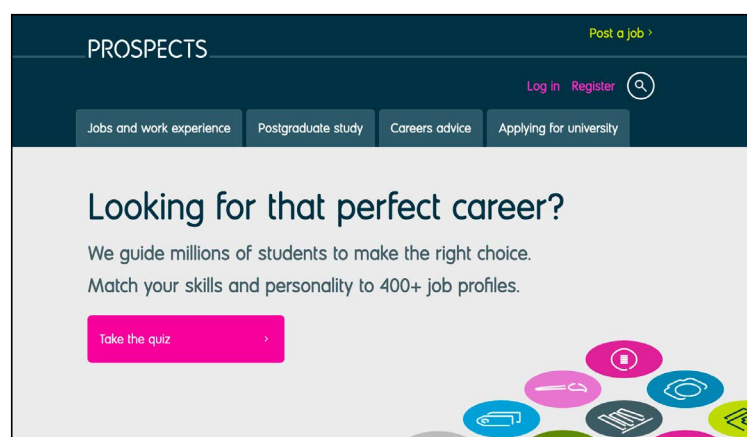 Post a job ›
PROSPECTS
Log in Register
Jobs and work experience Postgraduate study Careers advice Applying for university
Looking for that perfect career?
We guide millions of students to make the right choice.
Match your skills and personality to 400+ job profiles.
Take the quiz ›